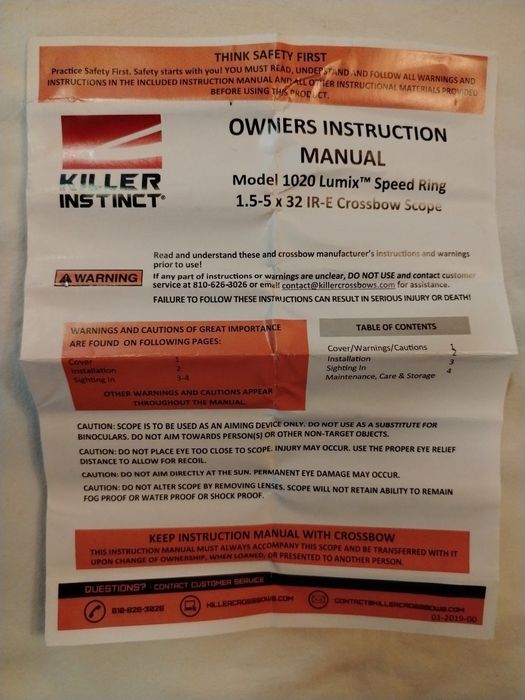 THINK SAFETY FIRST
Practice Safety First. Safety starts with you! YOU MUST READ, UNDERSTAND AND FOLLOW ALL WARNINGS AND
INSTRUCTIONS IN THE INCLUDED INSTRUCTION MANUAL AND ALL OTHER INSTRUCTIONAL MATERIALS PROVIDED
BEFORE USING THIS PRODUCT.
KILLER
INSTINCT®
OWNERS INSTRUCTION
MANUAL
Model 1020 Lumix™ Speed Ring
1.5-5 x 32 IR-E Crossbow Scope
WARNING
Read and understand these and crossbow manufacturer's instructions and warnings
prior to use!
If any part of instructions or warnings are unclear, DO NOT USE and contact customer
service at 810-626-3026 or email contact@killercrossbows.com for assistance.
FAILURE TO FOLLOW THESE INSTRUCTIONS CAN RESULT IN SERIOUS INJURY OR DEATH!
WARNINGS AND CAUTIONS OF GREAT IMPORTANCE
ARE FOUND ON FOLLOWING PAGES:
Cover 1
Installation 2
Sighting In 3-4
OTHER WARNINGS AND CAUTIONS APPEAR
THROUGHOUT THE MANUAL.
TABLE OF CONTENTS
Cover/Warnings/Cautions 1
Installation 2
Sighting In 3
Maintenance, Care & Storage 4
CAUTION: SCOPE IS TO BE USED AS AN AIMING DEVICE ONLY. DO NOT USE AS A SUBSTITUTE FOR
BINOCULARS. DO NOT AIM TOWARDS PERSON(S) OR OTHER NON-TARGET OBJECTS.
CAUTION: DO NOT PLACE EYE TOO CLOSE TO SCOPE. INJURY MAY OCCUR. USE THE PROPER EYE RELIEF
DISTANCE TO ALLOW FOR RECOIL.
CAUTION: DO NOT AIM DIRECTLY AT THE SUN. PERMANENT EYE DAMAGE MAY OCCUR.
CAUTION: DO NOT ALTER SCOPE BY REMOVING LENSES. SCOPE WILL NOT RETAIN ABILITY TO REMAIN
FOG PROOF OR WATER PROOF OR SHOCK PROOF.
KEEP INSTRUCTION MANUAL WITH CROSSBOW
THIS INSTRUCTION MANUAL MUST ALWAYS ACCOMPANY THIS SCOPE AND BE TRANSFERRED WITH IT
UPON CHANGE OF OWNERSHIP, WHEN LOANED, OR PRESENTED TO ANOTHER PERSON.
QUESTIONS? - CONTACT CUSTOMER SERVICE
810-626-3026 KILLERCROSSBOWS.COM CONTACT@KILLERCROSSBOWS.COM
01-2019-00